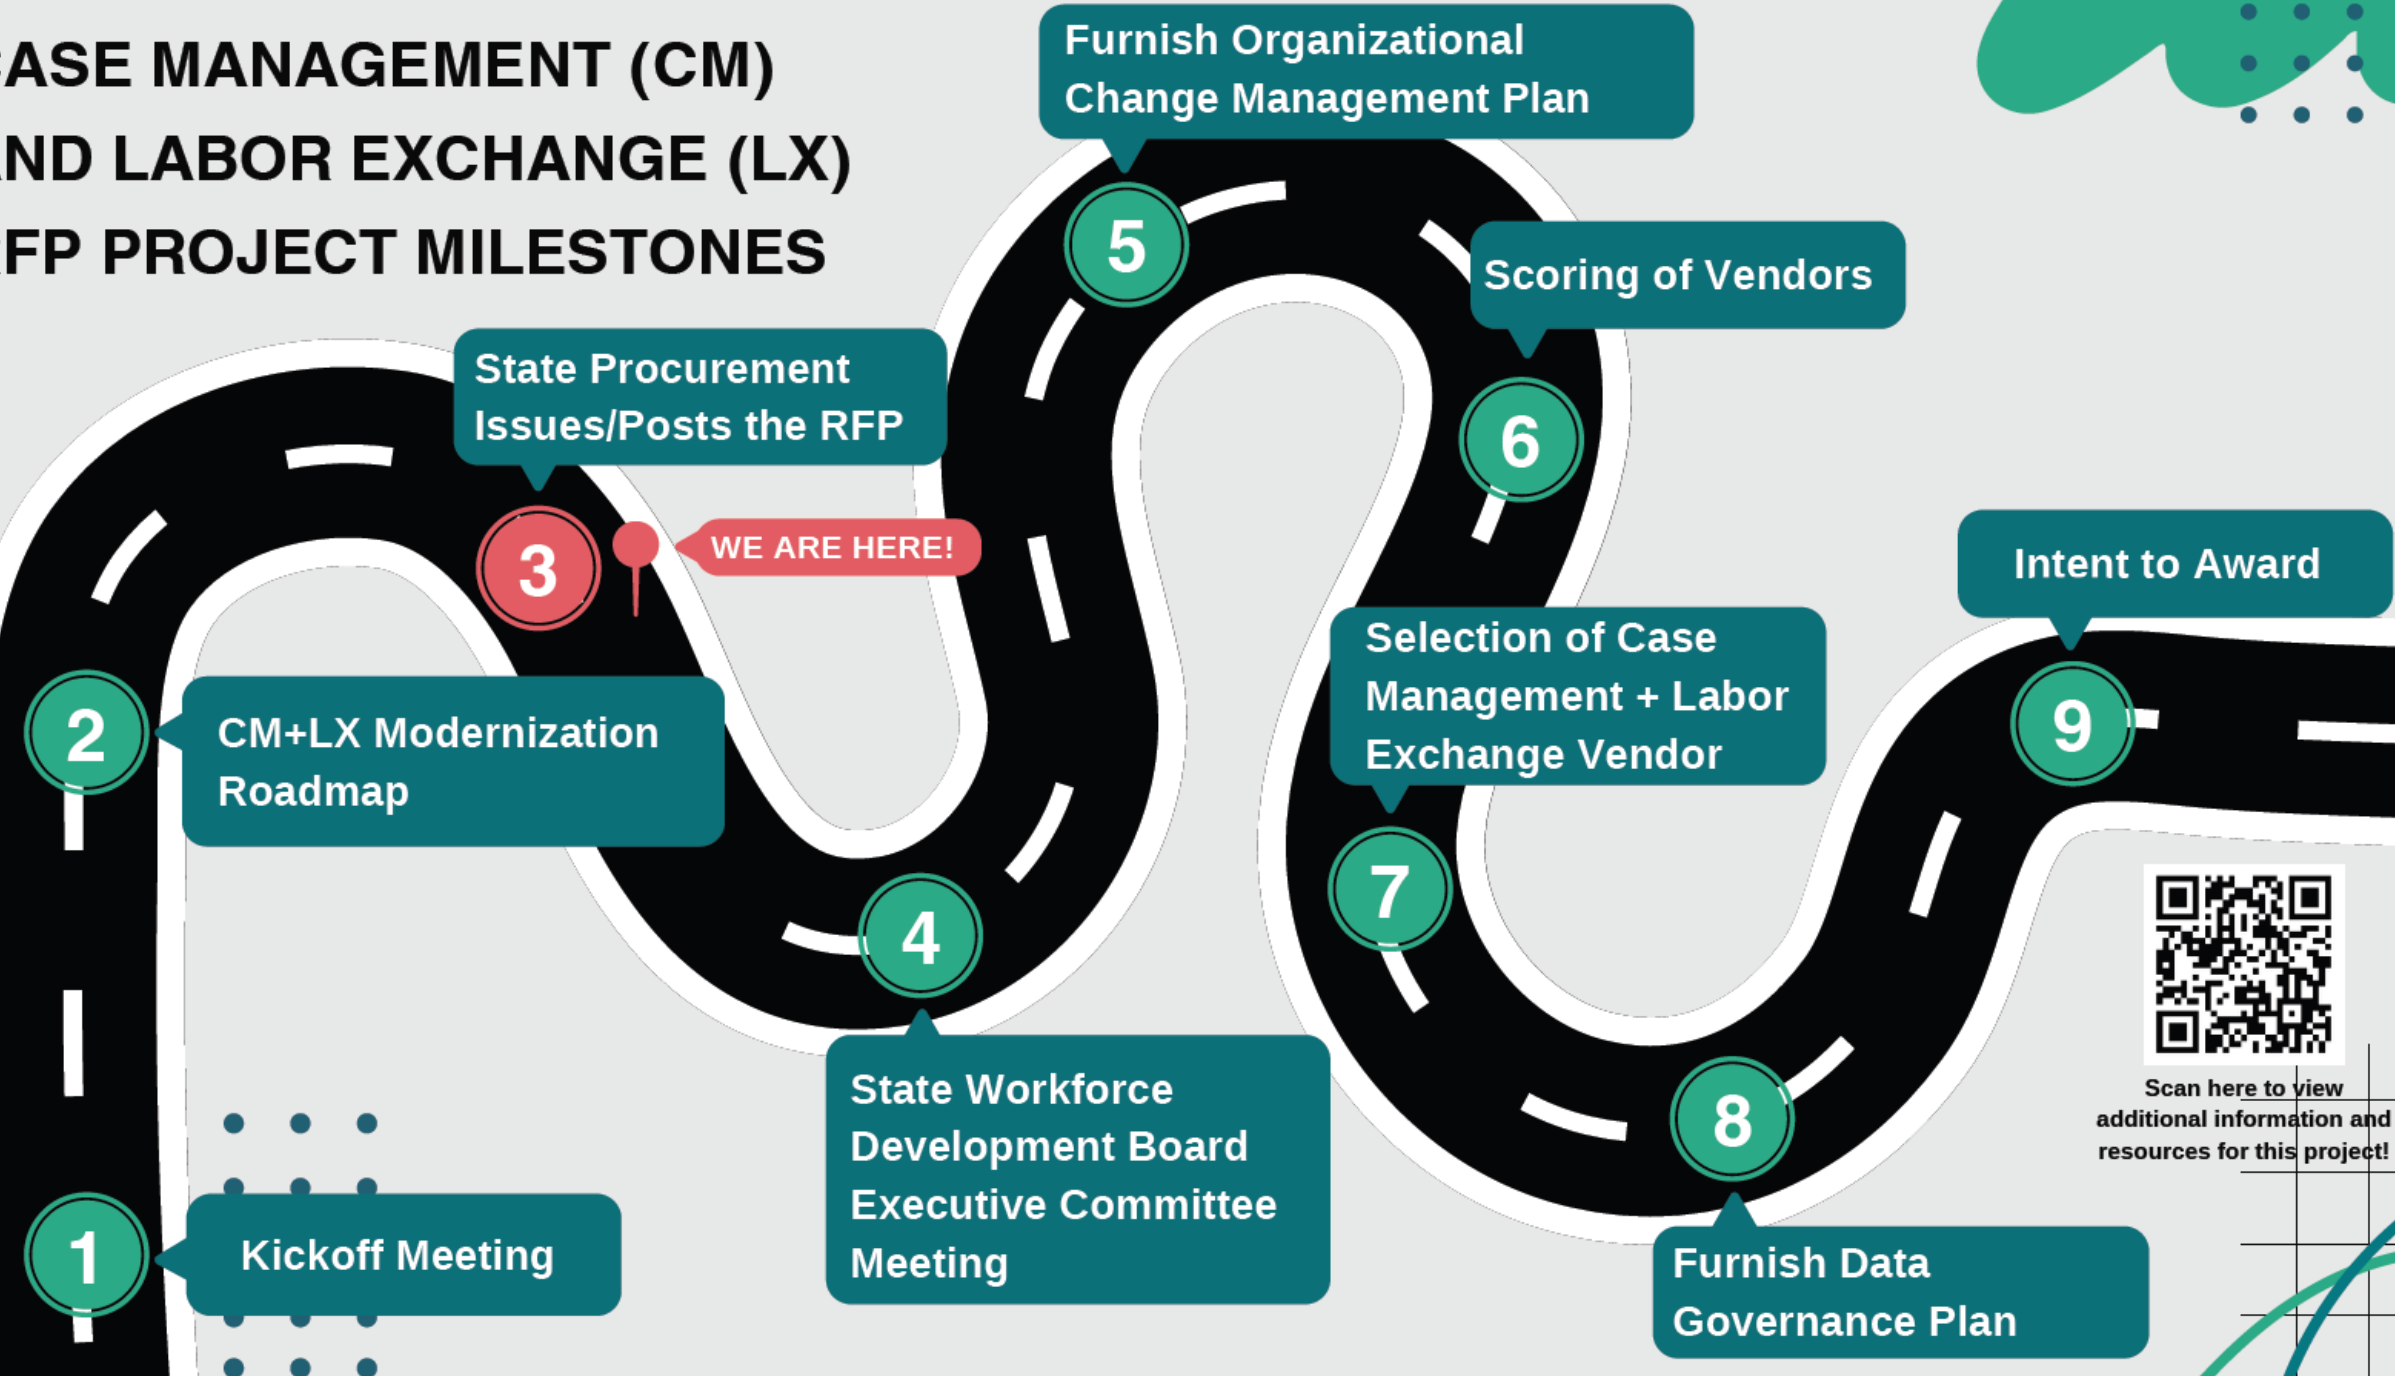 ASE MANAGEMENT (CM)
ND LABOR EXCHANGE (LX)
FP PROJECT MILESTONES
Furnish Organizational
Change Management Plan
5
Scoring of Vendors
6
State Procurement
Issues/Posts the RFP
3
WE ARE HERE!
Intent to Award
9
Selection of Case
Management + Labor
Exchange Vendor
7
2
CM+LX Modernization
Roadmap
4
State Workforce
Development Board
Executive Committee
Meeting
8
Furnish Data
Governance Plan
1
Kickoff Meeting
Scan here to view
additional information and
resources for this project!